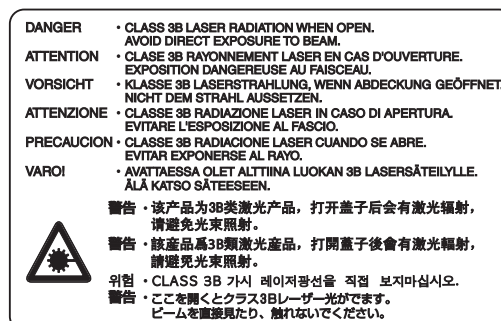 DANGER · CLASS 3B LASER RADIATION WHEN OPEN.
AVOID DIRECT EXPOSURE TO BEAM.
ATTENTION · CLASE 3B RAYONNEMENT LASER EN CAS D'OUVERTURE.
EXPOSITION DANGEREUSE AU FAISCEAU.
VORSICHT · KLASSE 3B LASERSTRAHLUNG, WENN ABDECKUNG GEÖFFNET.
NICHT DEM STRAHL AUSSETZEN.
ATTENZIONE · CLASSE 3B RADIAZIONE LASER IN CASO DI APERTURA.
EVITARE L'ESPOSIZIONE AL FASCIO.
PRECAUCION · CLASSE 3B RADIACIONE LASER CUANDO SE ABRE.
EVITAR EXPONERSE AL RAYO.
VARO! · AVATTAESSA OLET ALTTIINA LUOKAN 3B LASERSÄTEILYLLE.
ÄLÄ KATSO SÄTEESEEN.
警告 · 该产品为3B类激光产品，打开盖子后会有激光辐射，
请避免光束照射。
警告 · 該産品爲3B類激光産品，打開蓋子後會有激光輻射，
請避免光束照射。
위험 · CLASS 3B 가시 레이저광선을 직접 보지마십시오.
警告 · ここを開くとクラス3Bレーザー光がでます。
ビームを直接見たり、触れないでください。